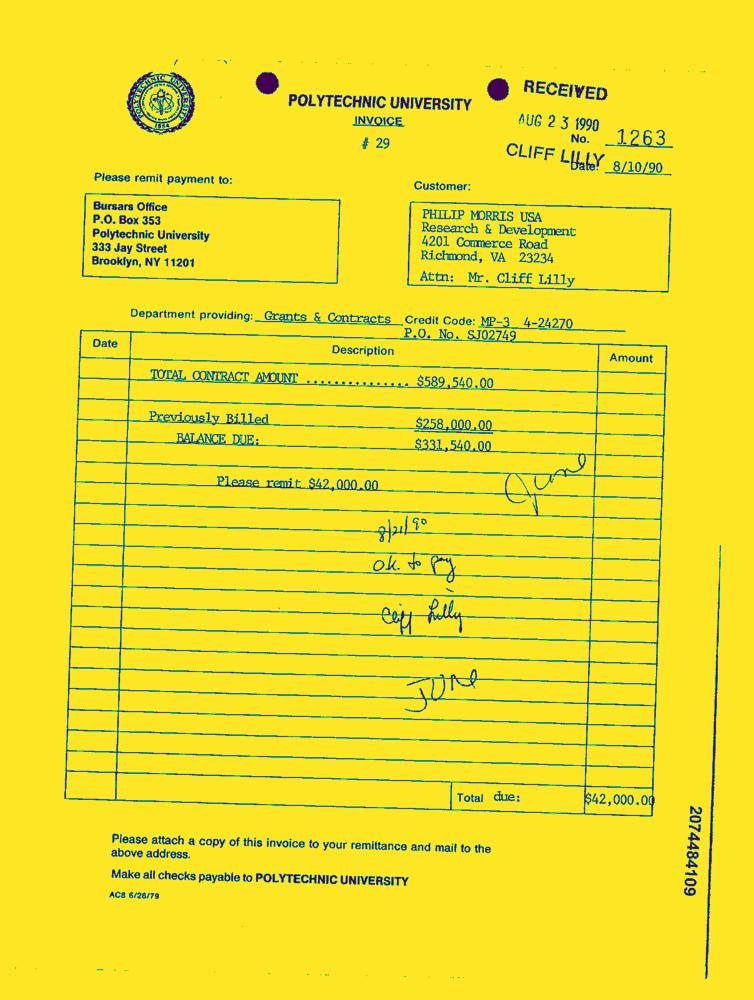 POLYTECHNIC UNIVERSITY
1854
POLYTECHNIC UNIVERSITY
INVOICE
# 29
RECEIVED
AUG 23 1990
No. 1263
CLIFF LILLY
Date: 8/10/90
Please remit payment to:
Bursars Office
P.O. Box 353
Polytechnic University
333 Jay Street
Brooklyn, NY 11201
Customer:
PHILIP MORRIS USA
Research & Development
4201 Commerce Road
Richmond, VA 23234
Attn: Mr. Cliff Lilly
Department providing: Grants & Contracts Credit Code: MP-3 4-24270
P.O. No. SJ02749
Date Description Amount
TOTAL CONTRACT AMOUNT ............... $589,540.00
Previously Billed $258,000.00
BALANCE DUE: $331,540.00
June
Please remit $42,000.00
8/21/90
ok. to pay
Cliff Lilly
June
Total due: $42,000.00
Please attach a copy of this invoice to your remittance and mail to the
above address.
Make all checks payable to POLYTECHNIC UNIVERSITY
ACS 6/28/79
2074484109